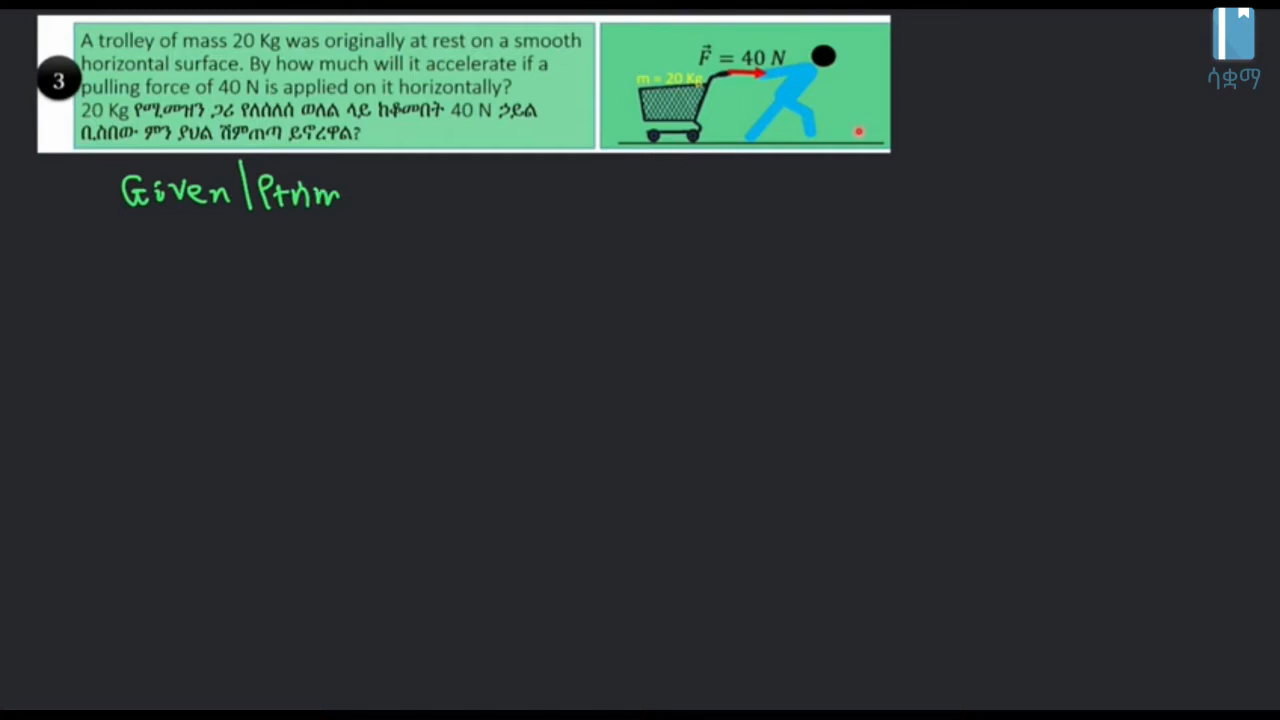 3
A trolley of mass 20 Kg was originally at rest on a smooth
horizontal surface. By how much will it accelerate if a
pulling force of 40 N is applied on it horizontally?
20 Kg የሚመዝን ጋሪ የለሰለሰ ወለል ላይ ከቆመበት 40 N ኃይል
ቢስበው ምን ያህል ሽምጠጣ ይኖረዋል?
F⃗ = 40 N
m = 20 Kg
ሰቋማ
Given | የተሰጠ